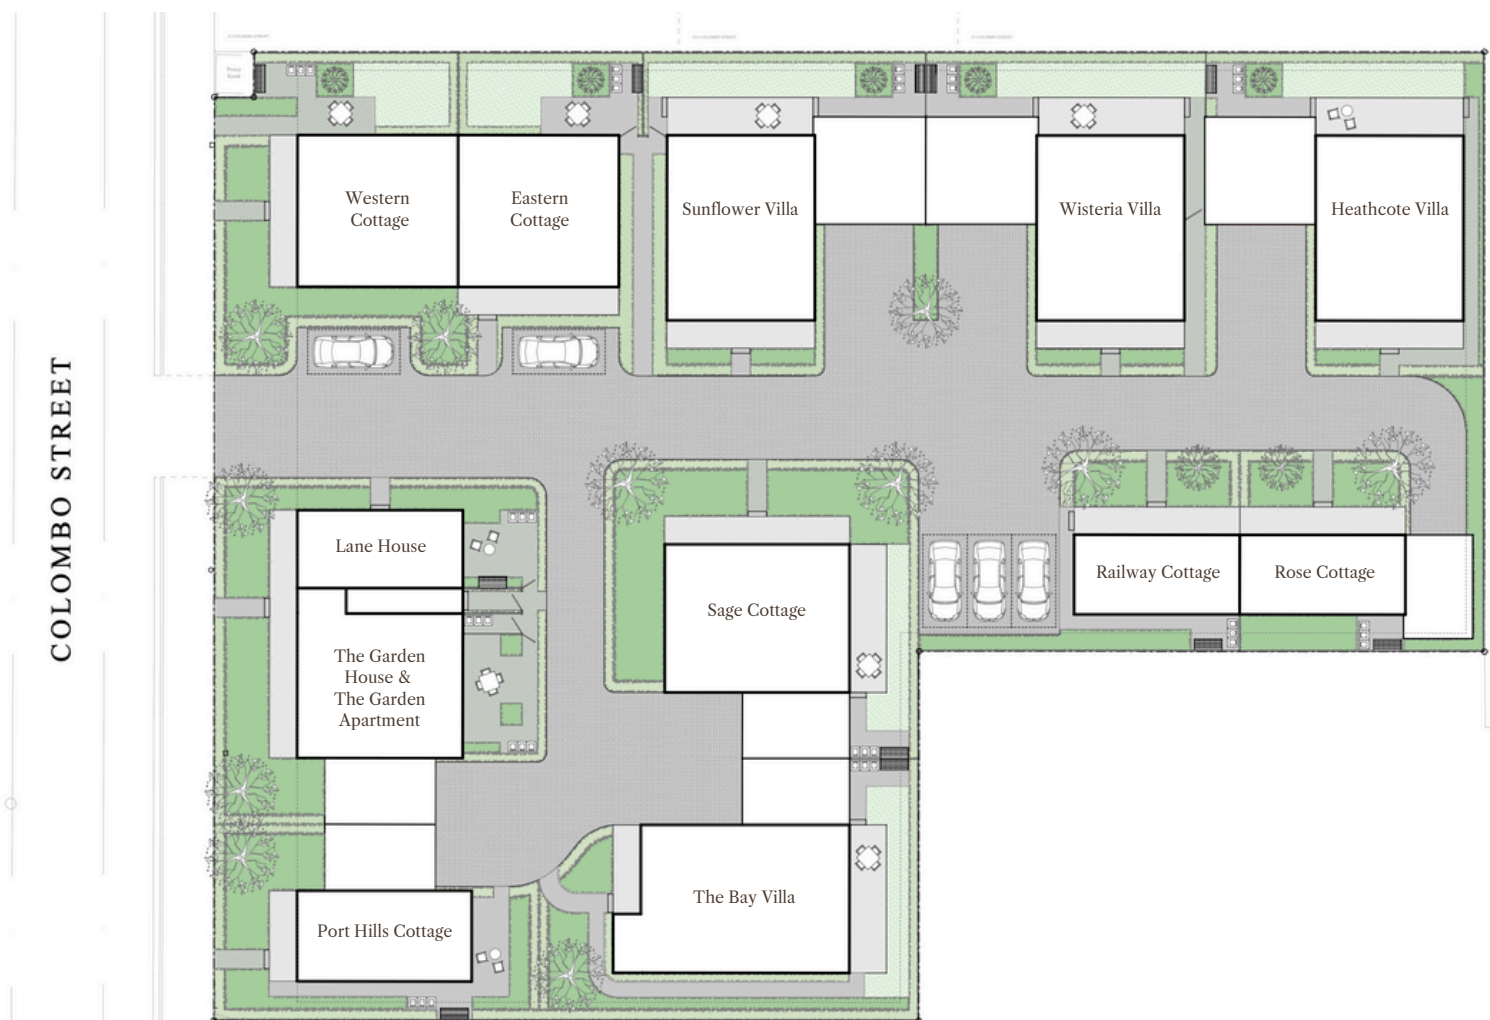 Western
Cottage
Eastern
Cottage
Sunflower Villa
Wisteria Villa
Heathcote Villa
COLOMBO STREET
Lane House
Railway Cottage
Rose Cottage
Sage Cottage
The Garden
House &
The Garden
Apartment
The Bay Villa
Port Hills Cottage